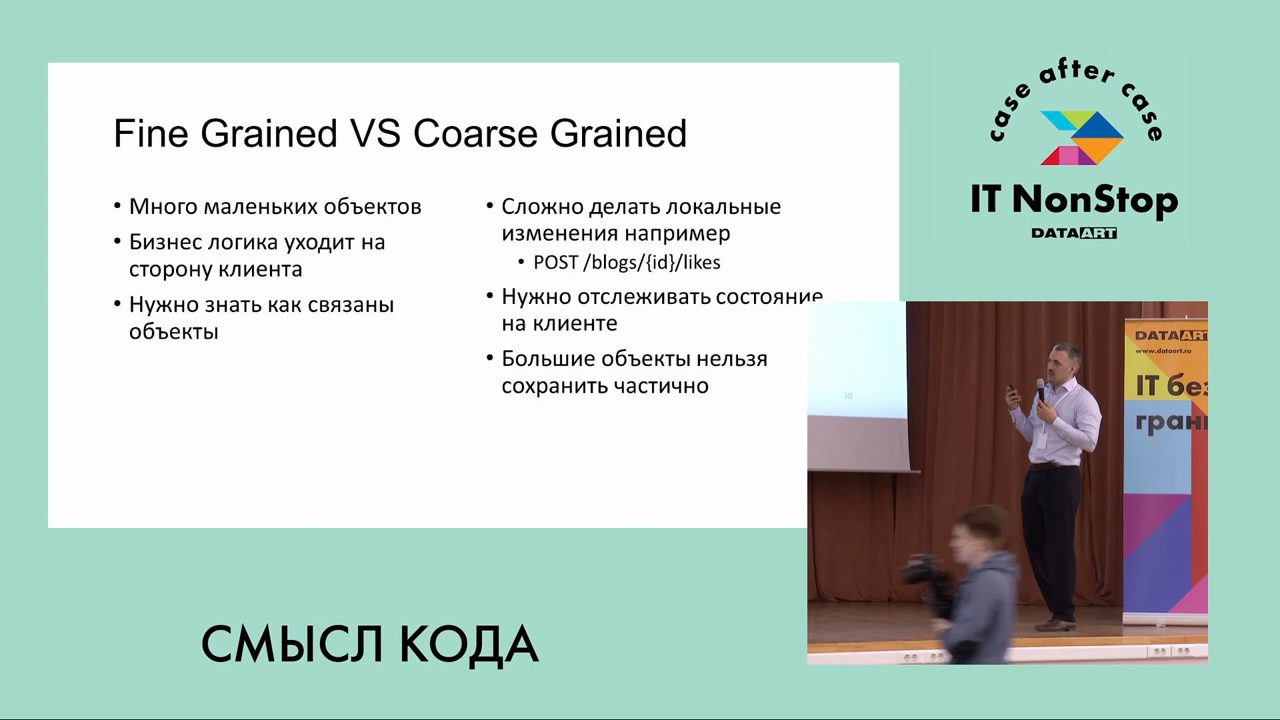 Fine Grained VS Coarse Grained
• Много маленьких объектов
• Бизнес логика уходит на
сторону клиента
• Нужно знать как связаны
объекты
• Сложно делать локальные
изменения например
• POST /blogs/{id}/likes
• Нужно отслеживать состояние
на клиенте
• Большие объекты нельзя
сохранить частично
case after case
IT NonStop
DATAART
30
DATAART
www.dataart.ru
IT без
гран
СМЫСЛ КОДА